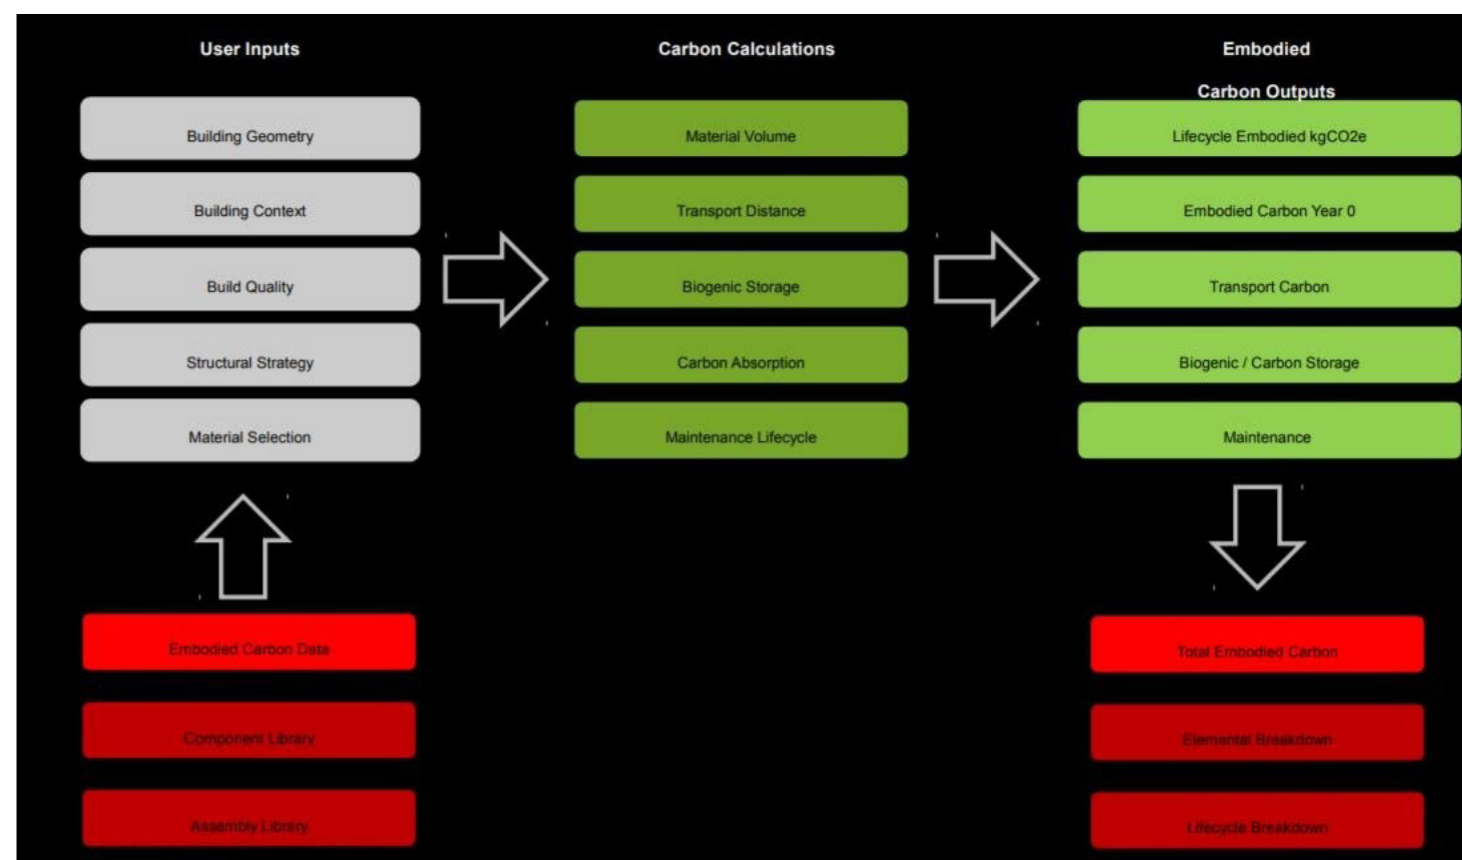 User Inputs
Building Geometry
Building Context
Build Quality
Structural Strategy
Material Selection
Embodied Carbon Data
Component Library
Assembly Library
Carbon Calculations
Material Volume
Transport Distance
Biogenic Storage
Carbon Absorption
Maintenance Lifecycle
Embodied
Carbon Outputs
Lifecycle Embodied kgCO2e
Embodied Carbon Year 0
Transport Carbon
Biogenic / Carbon Storage
Maintenance
Total Embodied Carbon
Elemental Breakdown
Lifecycle Breakdown